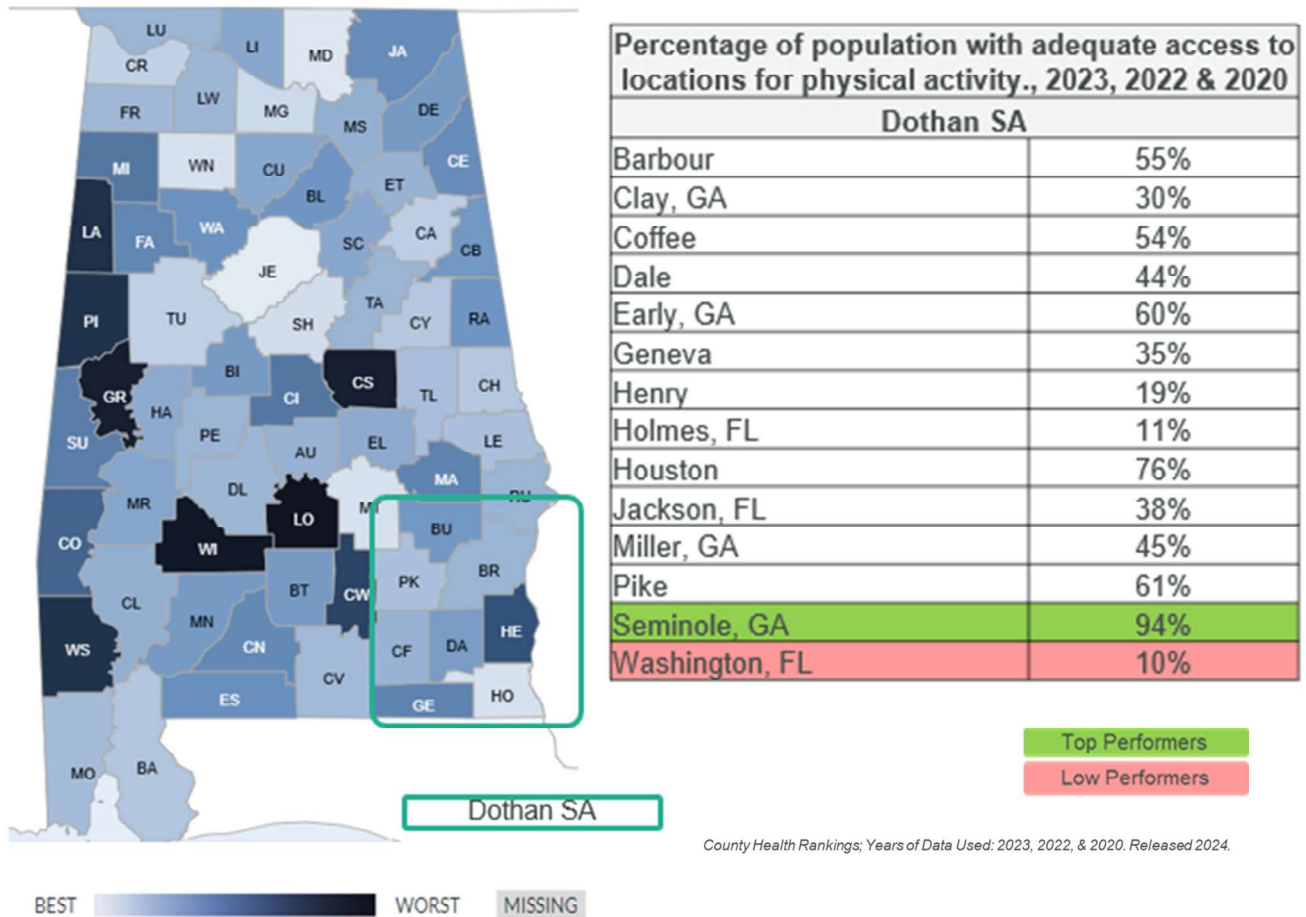 LU
LI
MD
JA
CR
FR
LW
MG
MS
DE
MI
WN
CU
BL
ET
CE
LA
FA
WA
SC
CA
CB
JE
PI
TU
SH
TA
CY
RA
GR
HA
BI
CI
CS
TL
CH
SU
PE
AU
EL
LE
MR
DL
LO
MA
RU
CO
WI
BU
CL
MN
BT
CW
PK
BR
WS
CN
CF
DA
HE
ES
CV
GE
HO
MO
BA
Dothan SA
BEST WORST MISSING
Percentage of population with adequate access to
locations for physical activity., 2023, 2022 & 2020
Dothan SA
Barbour 55%
Clay, GA 30%
Coffee 54%
Dale 44%
Early, GA 60%
Geneva 35%
Henry 19%
Holmes, FL 11%
Houston 76%
Jackson, FL 38%
Miller, GA 45%
Pike 61%
Seminole, GA 94%
Washington, FL 10%
Top Performers
Low Performers
County Health Rankings; Years of Data Used: 2023, 2022, & 2020. Released 2024.